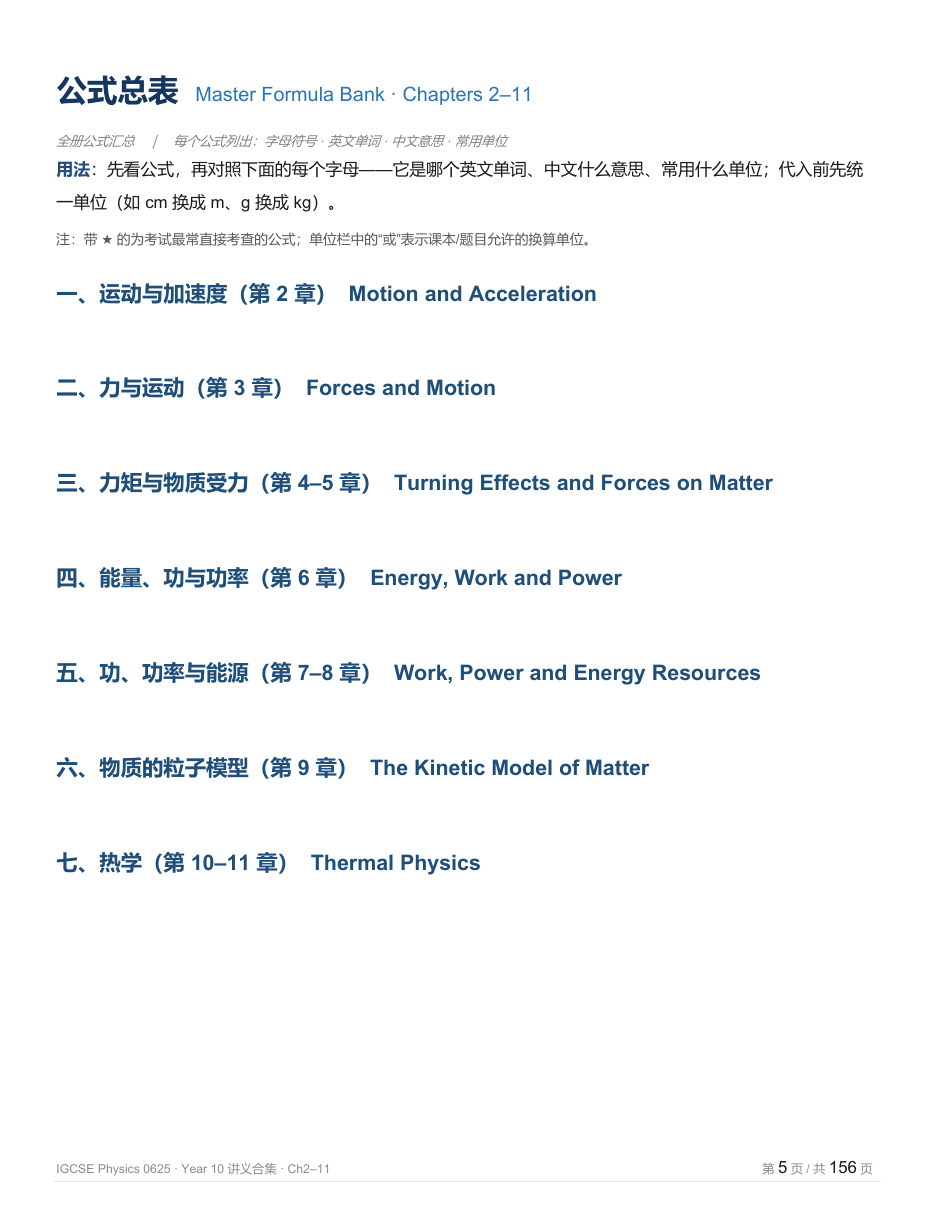 公式总表 Master Formula Bank · Chapters 2–11
全册公式汇总 ｜ 每个公式列出：字母符号 · 英文单词 · 中文意思 · 常用单位
用法：先看公式，再对照下面的每个字母——它是哪个英文单词、中文什么意思、常用什么单位；代入前先统
一单位（如 cm 换成 m、g 换成 kg）。
注：带 ★ 的为考试最常直接考查的公式；单位栏中的“或”表示课本/题目允许的换算单位。
一、运动与加速度（第 2 章） Motion and Acceleration
二、力与运动（第 3 章） Forces and Motion
三、力矩与物质受力（第 4–5 章） Turning Effects and Forces on Matter
四、能量、功与功率（第 6 章） Energy, Work and Power
五、功、功率与能源（第 7–8 章） Work, Power and Energy Resources
六、物质的粒子模型（第 9 章） The Kinetic Model of Matter
七、热学（第 10–11 章） Thermal Physics
IGCSE Physics 0625 · Year 10 讲义合集 · Ch2–11 第 5 页 / 共 156 页